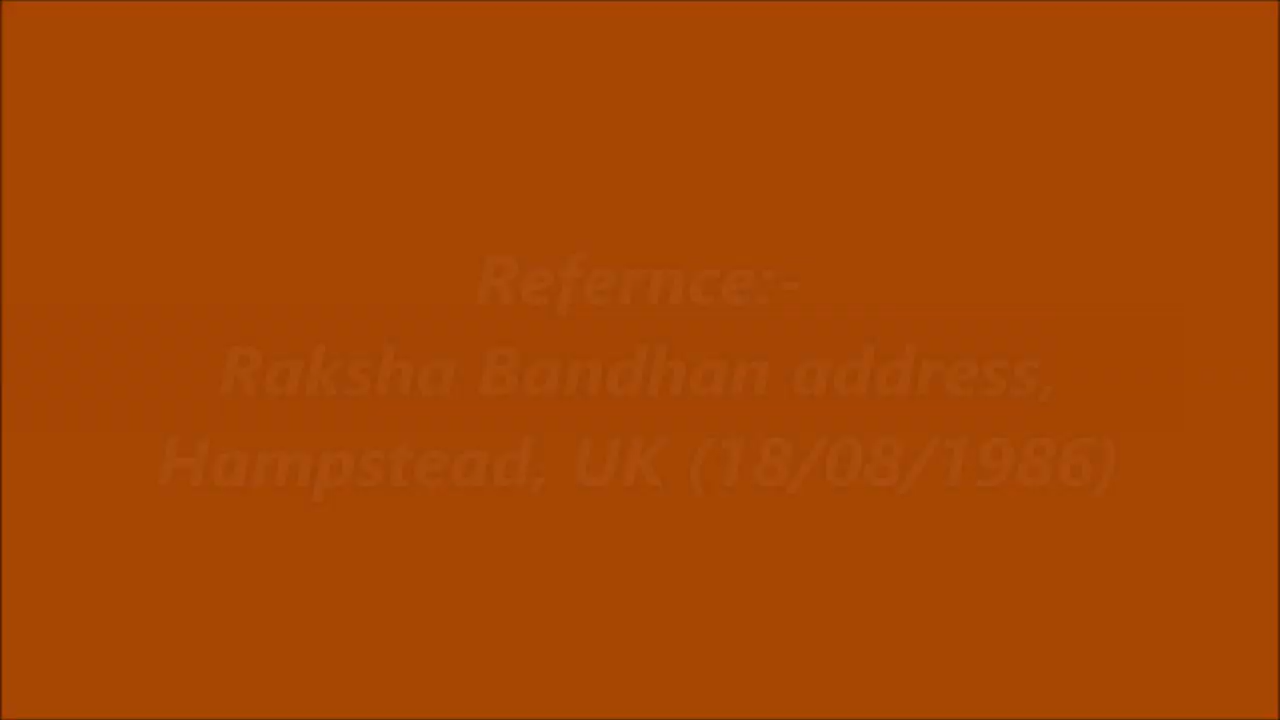 Refernce:-
Raksha Bandhan address,
Hampstead, UK (18/08/1986)